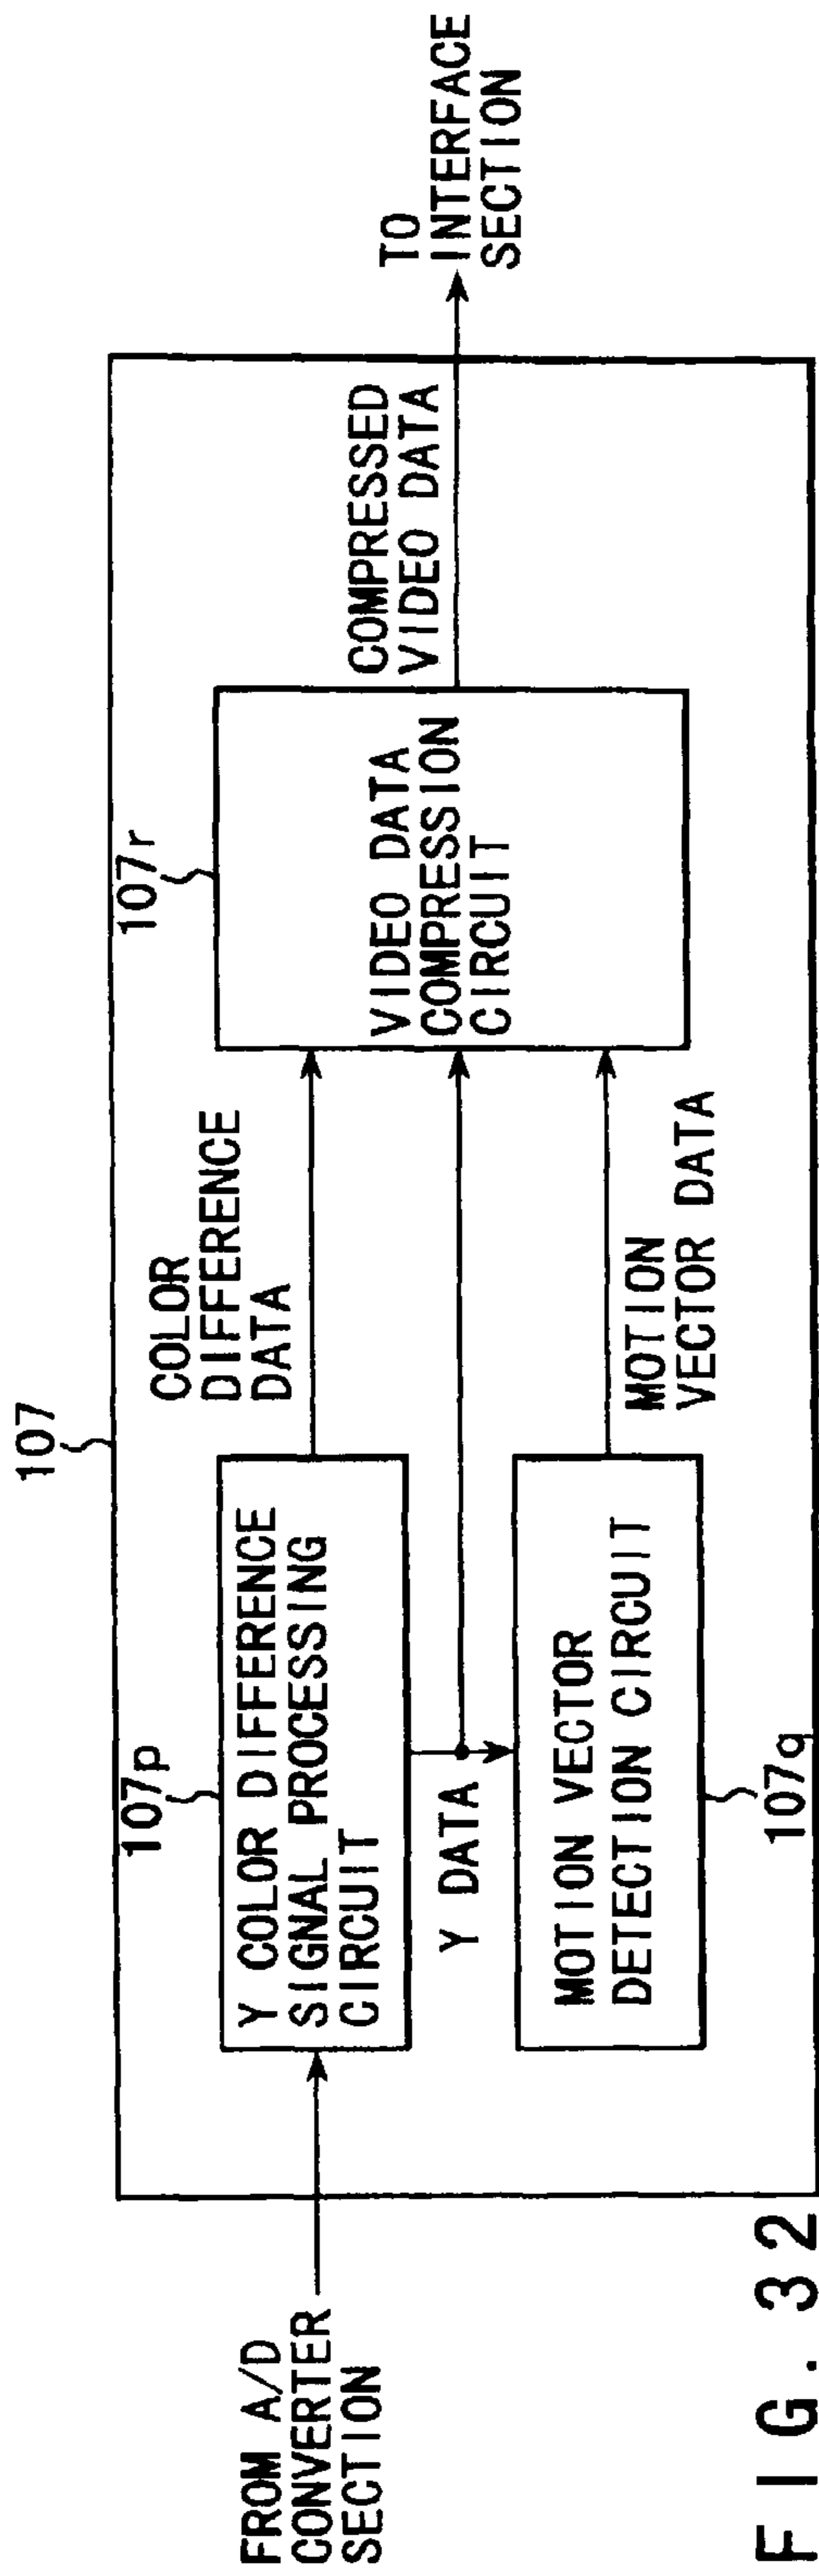 107
FROM A/D
CONVERTER
SECTION
107p
Y COLOR DIFFERENCE
SIGNAL PROCESSING
CIRCUIT
COLOR
DIFFERENCE
DATA
107r
VIDEO DATA
COMPRESSION
CIRCUIT
COMPRESSED
VIDEO DATA
TO
INTERFACE
SECTION
Y DATA
MOTION VECTOR
DETECTION CIRCUIT
107q
MOTION
VECTOR DATA
FIG. 32